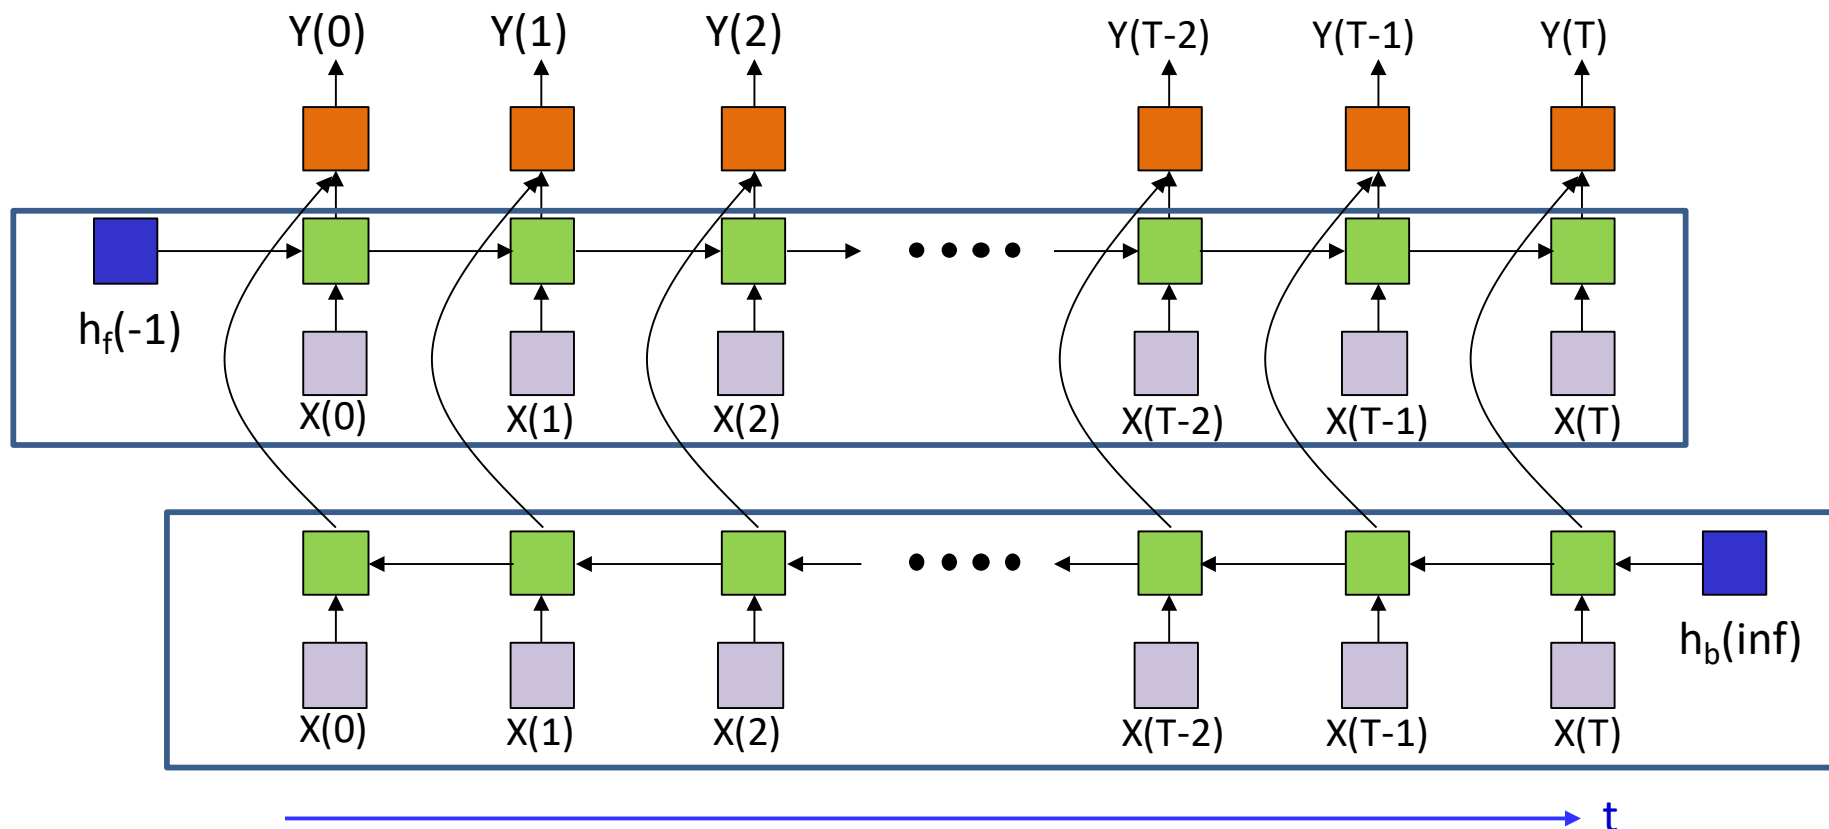 Y(0) Y(1) Y(2) Y(T-2) Y(T-1) Y(T)
hf(-1)
X(0) X(1) X(2) X(T-2) X(T-1) X(T)
hb(inf)
X(0) X(1) X(2) X(T-2) X(T-1) X(T)
t